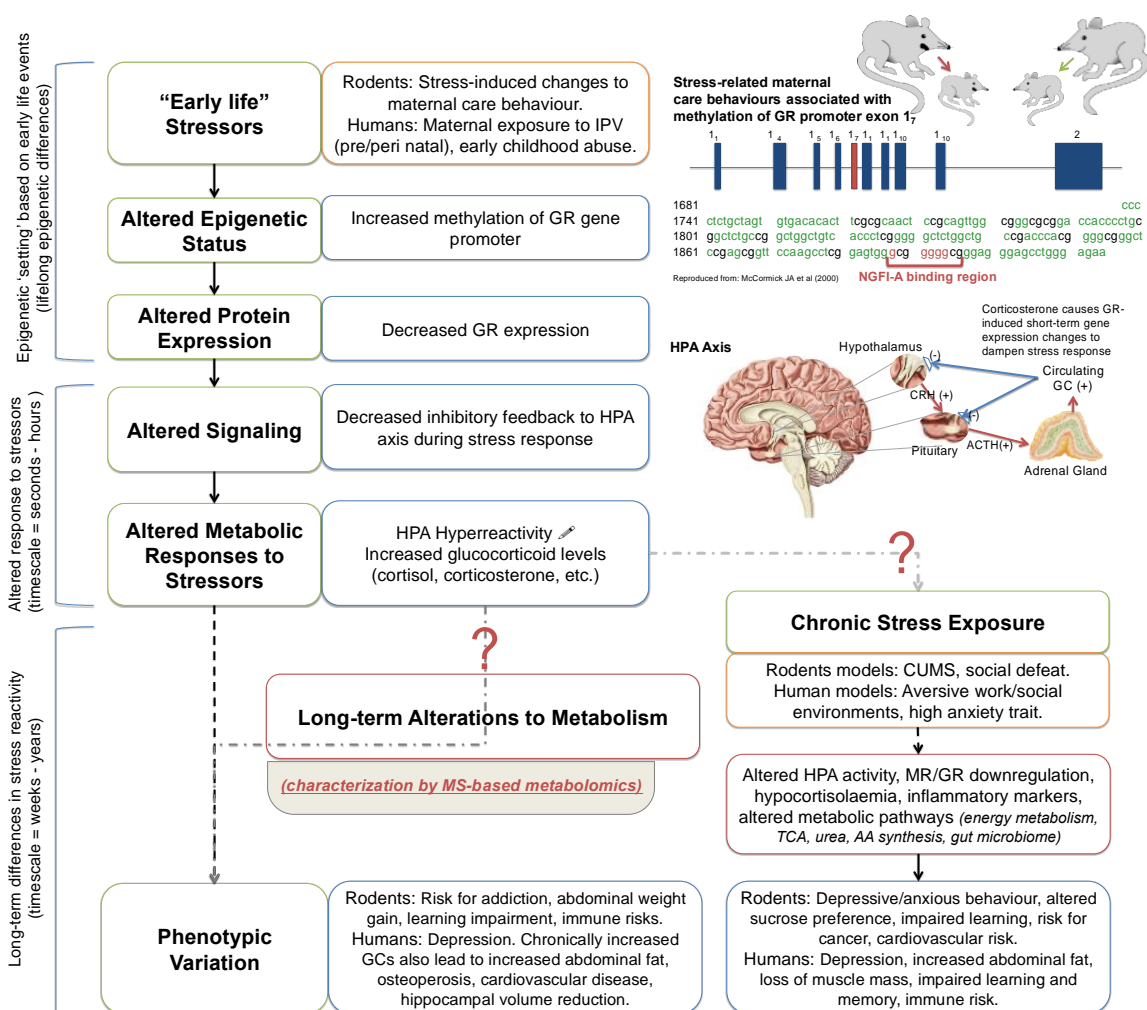 Epigenetic 'setting' based on early life events
(lifelong epigenetic differences)
"Early life"
Stressors
Rodents: Stress-induced changes to
maternal care behaviour.
Humans: Maternal exposure to IPV
(pre/peri natal), early childhood abuse.
Altered Epigenetic
Status
Increased methylation of GR gene
promoter
Altered Protein
Expression
Decreased GR expression
Stress-related maternal
care behaviours associated with
methylation of GR promoter exon 1₇
1₁ 1₄ 1₅ 1₆ 1₇ 1₁ 1₁ 1₁₀ 1₁₀ 2
1681 ccc
1741 ctctgctagt gtgacacact tcgcgcaact ccgcagttgg cgggcgcgga ccacccctgc
1801 ggctctgccg gctggctgtc accctcgggg gctctggctg ccgacccacg gggcgggct
1861 ccgagcggtt ccaagcctcg gagtgggcg ggggcgggag ggagcctggg agaa
NGFI-A binding region
Reproduced from: McCormick JA et al (2000)
Altered response to stressors
(timescale = seconds - hours )
Altered Signaling
Decreased inhibitory feedback to HPA
axis during stress response
Altered Metabolic
Responses to
Stressors
HPA Hyperreactivity
Increased glucocorticoid levels
(cortisol, corticosterone, etc.)
HPA Axis
Corticosterone causes GR-
induced short-term gene
expression changes to
dampen stress response
Hypothalamus
(-)
Circulating
GC (+)
CRH (+)
(-)
Pituitary
ACTH(+)
Adrenal Gland
?
?
Long-term differences in stress reactivity
(timescale = weeks - years)
Long-term Alterations to Metabolism
(characterization by MS-based metabolomics)
Phenotypic
Variation
Rodents: Risk for addiction, abdominal weight
gain, learning impairment, immune risks.
Humans: Depression. Chronically increased
GCs also lead to increased abdominal fat,
osteoperosis, cardiovascular disease,
hippocampal volume reduction.
Chronic Stress Exposure
Rodents models: CUMS, social defeat.
Human models: Aversive work/social
environments, high anxiety trait.
Altered HPA activity, MR/GR downregulation,
hypocortisolaemia, inflammatory markers,
altered metabolic pathways (energy metabolism,
TCA, urea, AA synthesis, gut microbiome)
Rodents: Depressive/anxious behaviour, altered
sucrose preference, impaired learning, risk for
cancer, cardiovascular risk.
Humans: Depression, increased abdominal fat,
loss of muscle mass, impaired learning and
memory, immune risk.